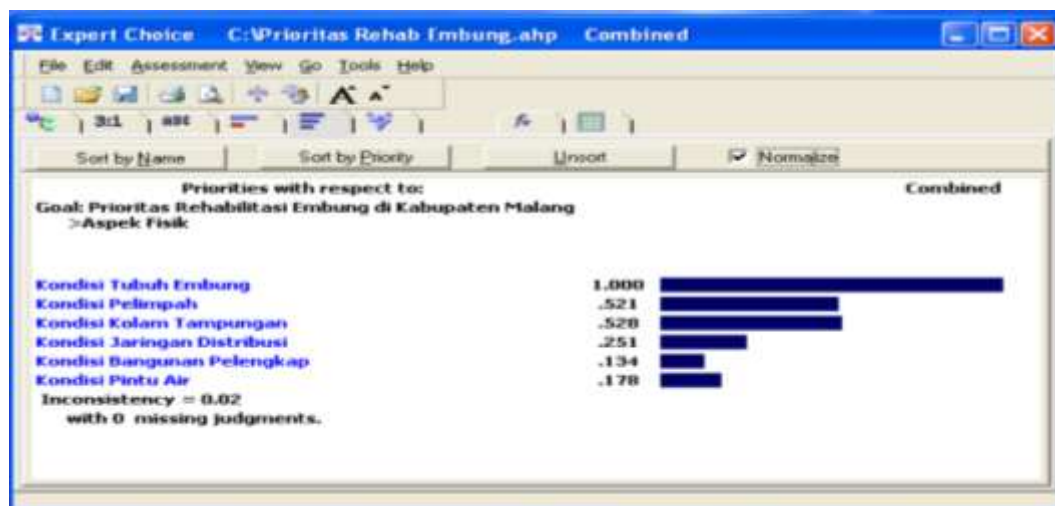 Expert Choice C:\Prioritas Rehab Embung.ahp Combined
File Edit Assessment View Go Tools Help
3:1 ABC
Sort by Name Sort by Priority Unsort Normalize
Priorities with respect to: Combined
Goal: Prioritas Rehabilitasi Embung di Kabupaten Malang
>Aspek Fisik
Kondisi Tubuh Embung 1.000
Kondisi Pelimpah .521
Kondisi Kolam Tampungan .528
Kondisi Jaringan Distribusi .251
Kondisi Bangunan Pelengkap .134
Kondisi Pintu Air .178
Inconsistency = 0.02
with 0 missing judgments.